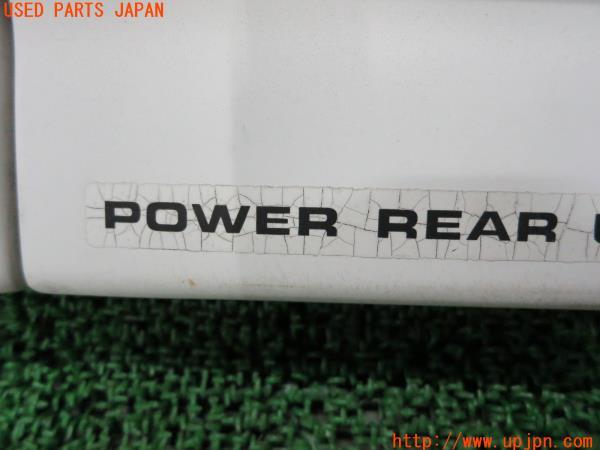 USED PARTS JAPAN
POWER REAR
http://www.upjpn.com/